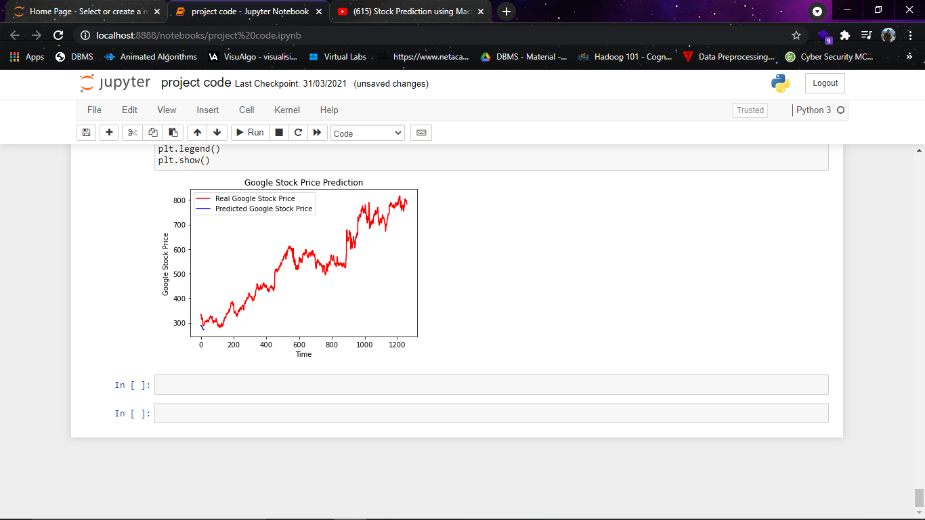 Home Page - Select or create a n
project code - Jupyter Notebook
(615) Stock Prediction using Mac
localhost:8888/notebooks/project%20code.ipynb
9
Apps
DBMS
Animated Algorithms
VisuAlgo - visualisi...
Virtual Labs
https://www.netaca...
DBMS - Material -...
Hadoop 101 - Cogn...
Data Preprocessing...
Cyber Security MC...
»
jupyter project code Last Checkpoint: 31/03/2021 (unsaved changes)
Logout
File Edit View Insert Cell Kernel Help
Trusted
Python 3
Run
Code
plt.legend()
plt.show()
Google Stock Price Prediction
Real Google Stock Price
Predicted Google Stock Price
800
700
600
500
400
300
Google Stock Price
0 200 400 600 800 1000 1200
Time
In [ ]:
In [ ]: